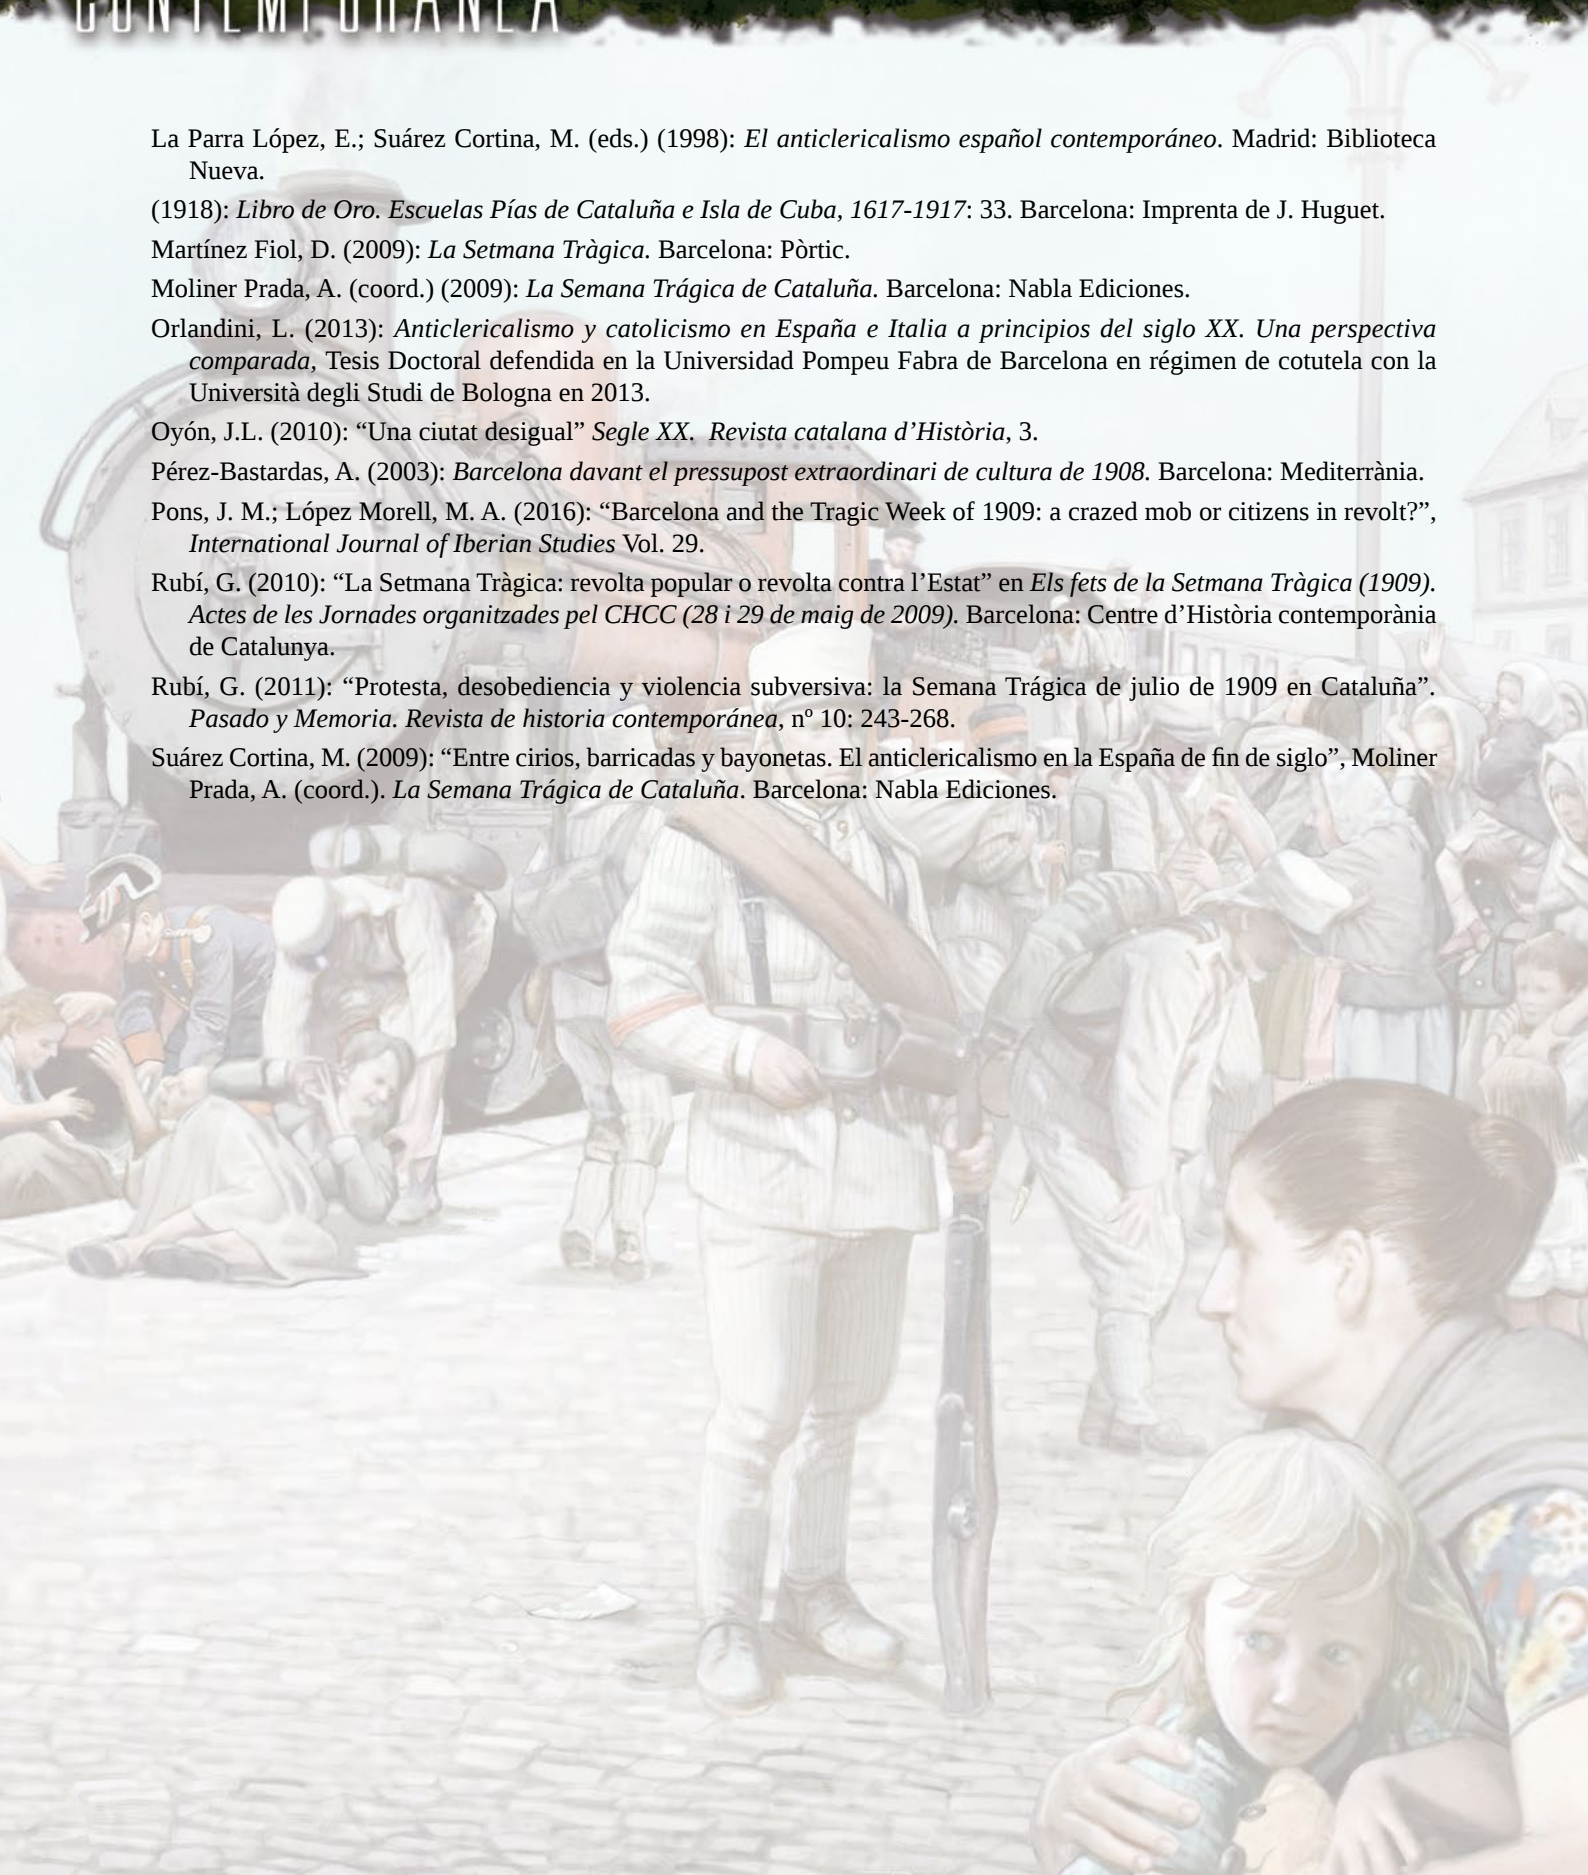 CONTEMPORÁNEA
La Parra López, E.; Suárez Cortina, M. (eds.) (1998): El anticlericalismo español contemporáneo. Madrid: Biblioteca
Nueva.
(1918): Libro de Oro. Escuelas Pías de Cataluña e Isla de Cuba, 1617-1917: 33. Barcelona: Imprenta de J. Huguet.
Martínez Fiol, D. (2009): La Setmana Tràgica. Barcelona: Pòrtic.
Moliner Prada, A. (coord.) (2009): La Semana Trágica de Cataluña. Barcelona: Nabla Ediciones.
Orlandini, L. (2013): Anticlericalismo y catolicismo en España e Italia a principios del siglo XX. Una perspectiva
comparada, Tesis Doctoral defendida en la Universidad Pompeu Fabra de Barcelona en régimen de cotutela con la
Università degli Studi de Bologna en 2013.
Oyón, J.L. (2010): “Una ciutat desigual” Segle XX. Revista catalana d’Història, 3.
Pérez-Bastardas, A. (2003): Barcelona davant el pressupost extraordinari de cultura de 1908. Barcelona: Mediterrània.
Pons, J. M.; López Morell, M. A. (2016): “Barcelona and the Tragic Week of 1909: a crazed mob or citizens in revolt?”,
International Journal of Iberian Studies Vol. 29.
Rubí, G. (2010): “La Setmana Tràgica: revolta popular o revolta contra l’Estat” en Els fets de la Setmana Tràgica (1909).
Actes de les Jornades organitzades pel CHCC (28 i 29 de maig de 2009). Barcelona: Centre d’Història contemporània
de Catalunya.
Rubí, G. (2011): “Protesta, desobediencia y violencia subversiva: la Semana Trágica de julio de 1909 en Cataluña”.
Pasado y Memoria. Revista de historia contemporánea, nº 10: 243-268.
Suárez Cortina, M. (2009): “Entre cirios, barricadas y bayonetas. El anticlericalismo en la España de fin de siglo”, Moliner
Prada, A. (coord.). La Semana Trágica de Cataluña. Barcelona: Nabla Ediciones.